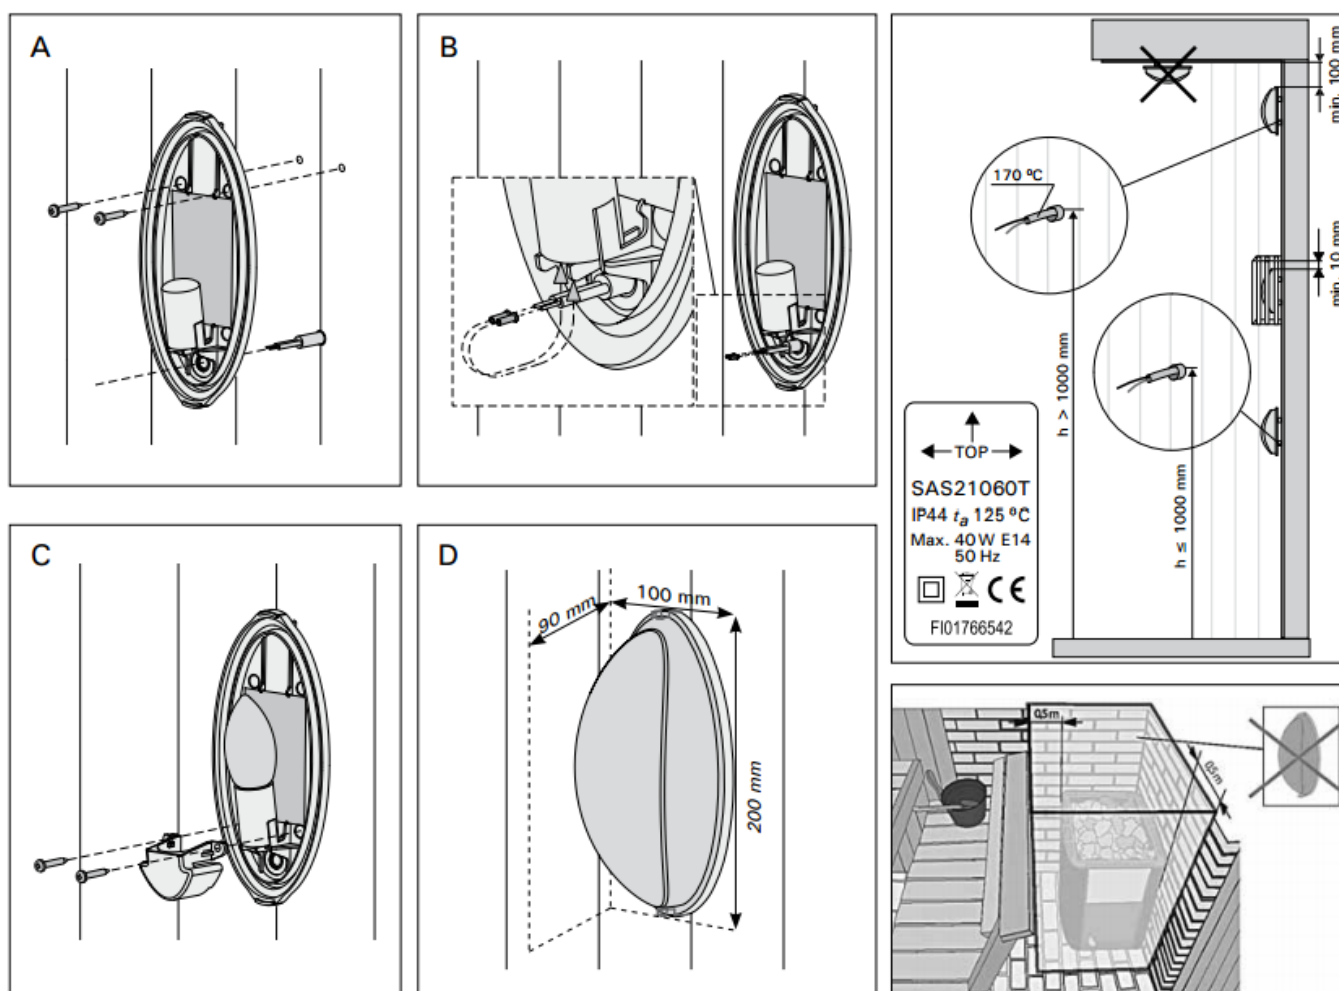 A
B
170 ºC
min. 100 mm
min. 10 mm
h > 1000 mm
h ≤ 1000 mm
TOP
SAS21060T
IP44 ta 125 ºC
Max. 40 W E14
50 Hz
CE
FI01766542
C
D
90 mm
100 mm
200 mm
0,5m
0,5m